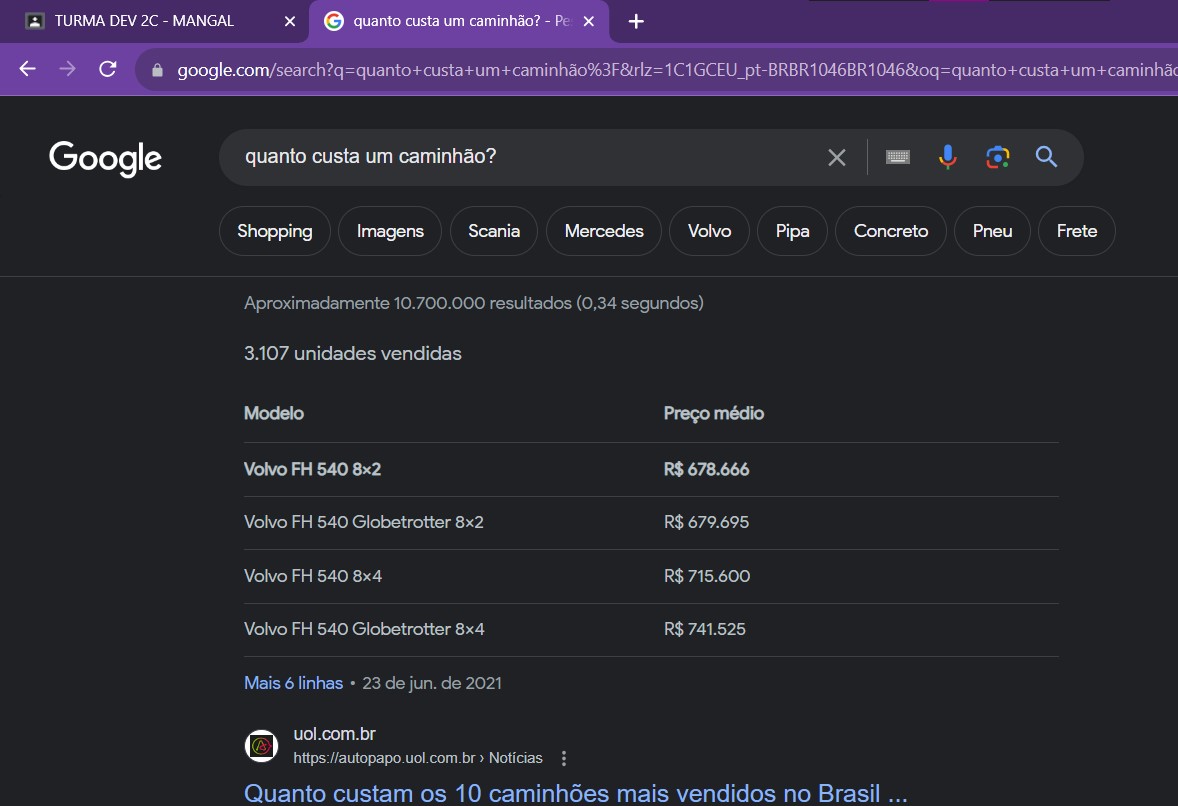 TURMA DEV 2C - MANGAL
quanto custa um caminhão? - Pe
google.com/search?q=quanto+custa+um+caminhão%3F&rlz=1C1GCEU_pt-BRBR1046BR1046&oq=quanto+custa+um+caminhão
Google
quanto custa um caminhão?
Shopping Imagens Scania Mercedes Volvo Pipa Concreto Pneu Frete
Aproximadamente 10.700.000 resultados (0,34 segundos)
3.107 unidades vendidas
Modelo Preço médio
Volvo FH 540 8×2 R$ 678.666
Volvo FH 540 Globetrotter 8×2 R$ 679.695
Volvo FH 540 8×4 R$ 715.600
Volvo FH 540 Globetrotter 8×4 R$ 741.525
Mais 6 linhas • 23 de jun. de 2021
uol.com.br
https://autopapo.uol.com.br › Notícias
Quanto custam os 10 caminhões mais vendidos no Brasil ...